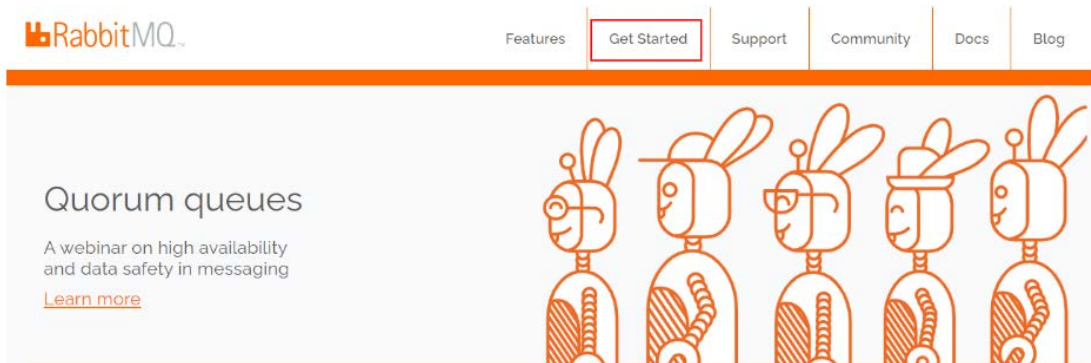 RabbitMQ™
Features Get Started Support Community Docs Blog
Quorum queues
A webinar on high availability
and data safety in messaging
Learn more